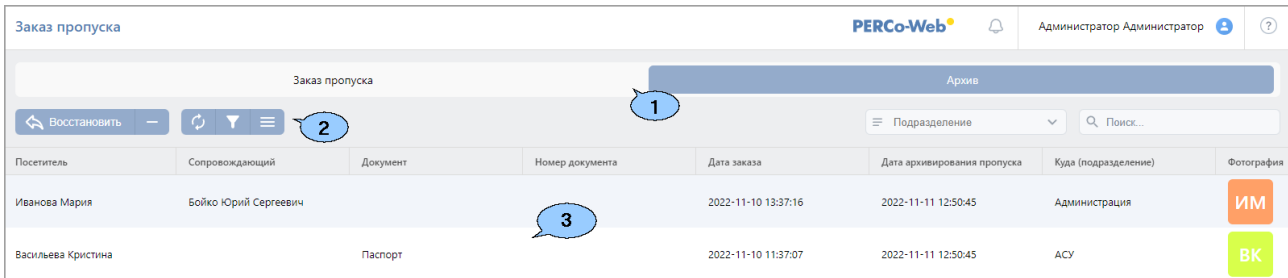 Заказ пропуска
PERCo-Web
Администратор Администратор
?
Заказ пропуска
Архив
1
Восстановить
2
Подразделение
Поиск...
Посетитель Сопровождающий Документ Номер документа Дата заказа Дата архивирования пропуска Куда (подразделение) Фотография
Иванова Мария Бойко Юрий Сергеевич 2022-11-10 13:37:16 2022-11-11 12:50:45 Администрация ИМ
3
Васильева Кристина Паспорт 2022-11-10 11:37:07 2022-11-11 12:50:45 АСУ ВК